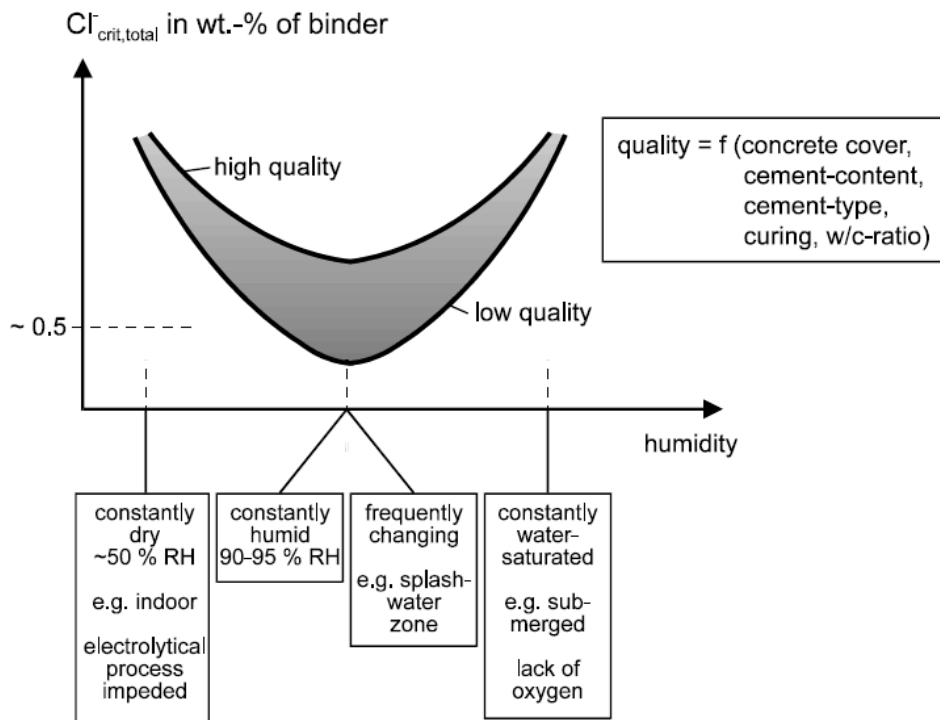 Cl⁻crit,total in wt.-% of binder
high quality
quality = f (concrete cover,
cement-content,
cement-type,
curing, w/c-ratio)
low quality
~ 0.5
humidity
constantly
dry
~50 % RH
e.g. indoor
electrolytical
process
impeded
constantly
humid
90–95 % RH
frequently
changing
e.g. splash-
water
zone
constantly
water-
saturated
e.g. sub-
merged
lack of
oxygen